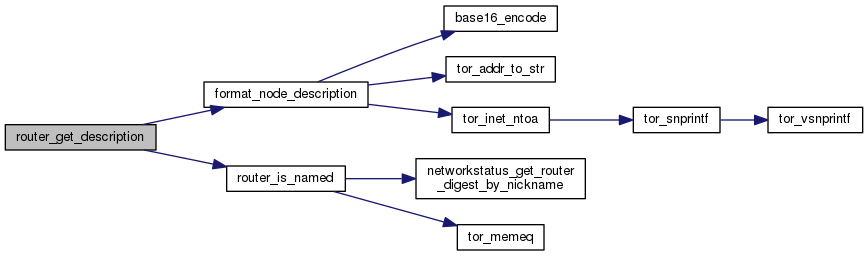 base16_encode
tor_addr_to_str
format_node_description
tor_inet_ntoa
tor_snprintf
tor_vsnprintf
router_get_description
router_is_named
networkstatus_get_router
_digest_by_nickname
tor_memeq